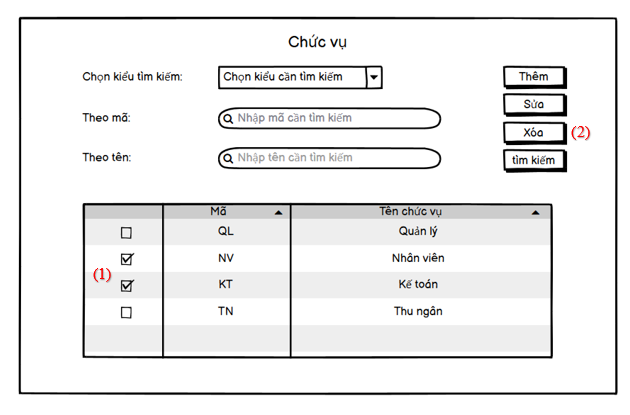 Chức vụ
Chọn kiểu tìm kiếm: Chọn kiểu cần tìm kiếm Thêm
Sửa
Theo mã: Nhập mã cần tìm kiếm Xóa (2)
Theo tên: Nhập tên cần tìm kiếm tìm kiếm
Mã Tên chức vụ
QL Quản lý
(1) NV Nhân viên
KT Kế toán
TN Thu ngân